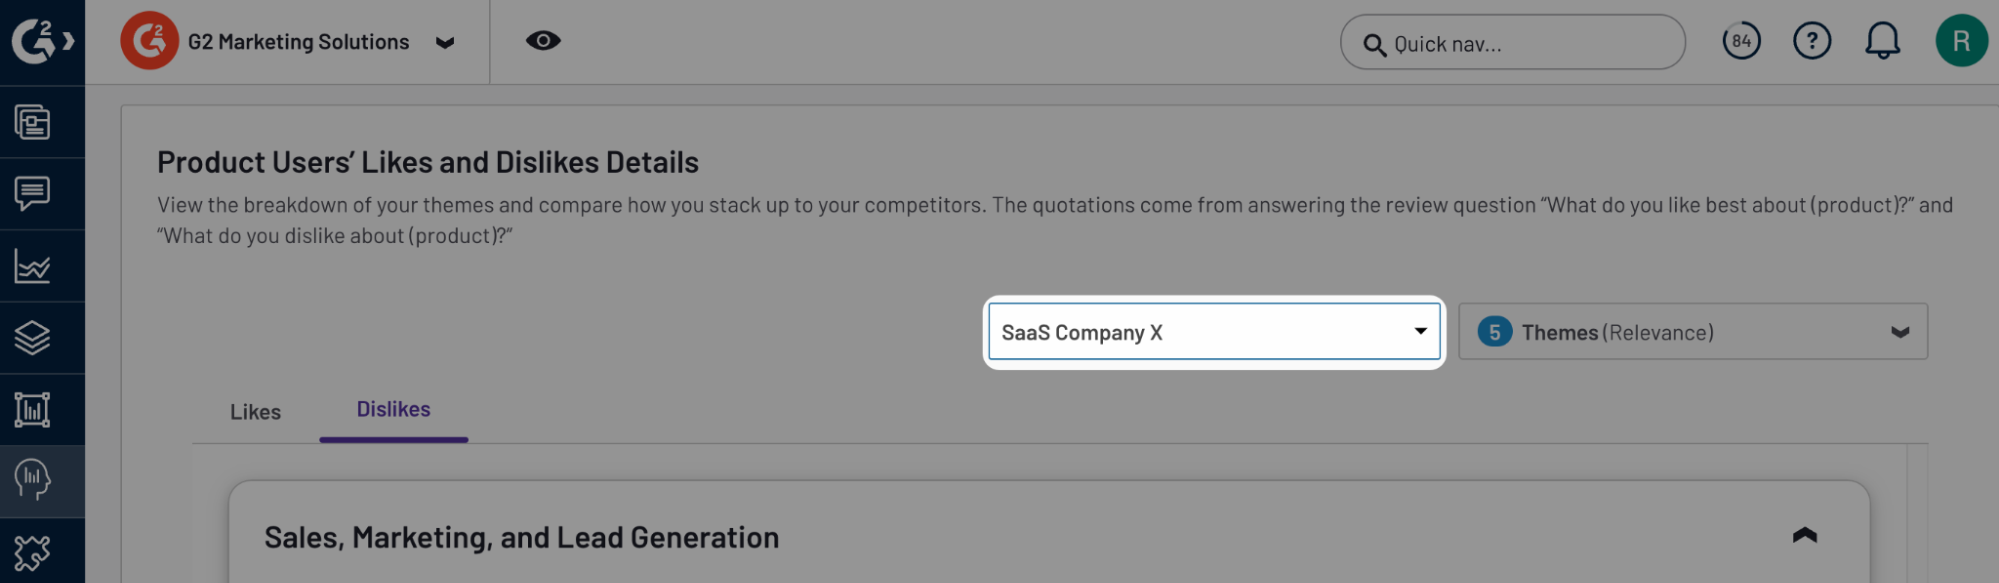 G2
G2 G2 Marketing Solutions
Quick nav...
84
?
R
Product Users’ Likes and Dislikes Details
View the breakdown of your themes and compare how you stack up to your competitors. The quotations come from answering the review question “What do you like best about (product)?” and
“What do you dislike about (product)?”
SaaS Company X
5 Themes (Relevance)
Likes
Dislikes
Sales, Marketing, and Lead Generation